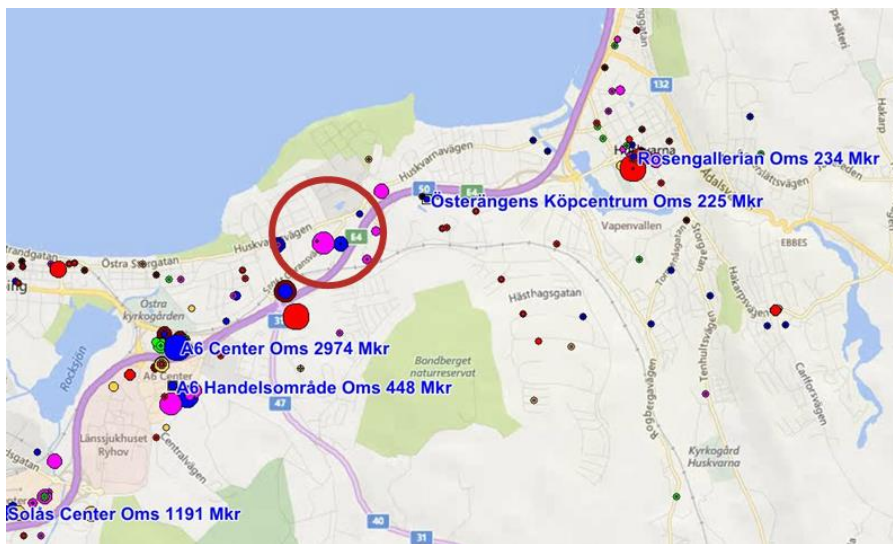 132
Huskvarnavägen
Rosengallerian Oms 234 Mkr
50
E4
Österängens Köpcentrum Oms 225 Mkr
Vapenvallen
EBBES
Ådalsv
Storgatan
E4
Östra Storgatan
Östra
kyrkogården
Hästhagsgatan
Hakarpsvägen
Tenhultsvägen
Rogbergavägen
Carlforsvägen
Rocksjön
A6 Center Oms 2974 Mkr
Bondberget
naturreservat
A6 Center
A6 Handelsområde Oms 448 Mkr
47
Länssjukhuset
Ryhov
Centralvägen
Kyrkogård
Huskvarna
Solås Center Oms 1191 Mkr
40
31